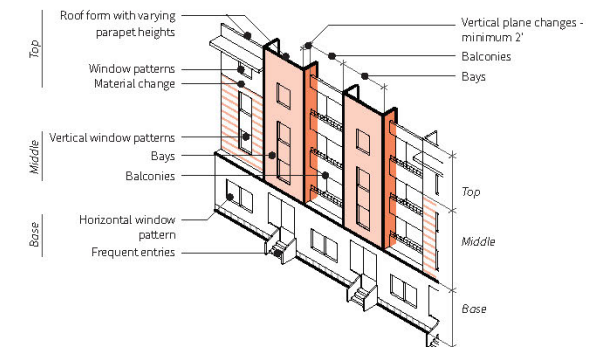 Roof form with varying
parapet heights
Top
Window patterns
Material change
Vertical window patterns
Middle
Bays
Balconies
Horizontal window
pattern
Base
Frequent entries
Vertical plane changes -
minimum 2'
Balconies
Bays
Top
Middle
Base